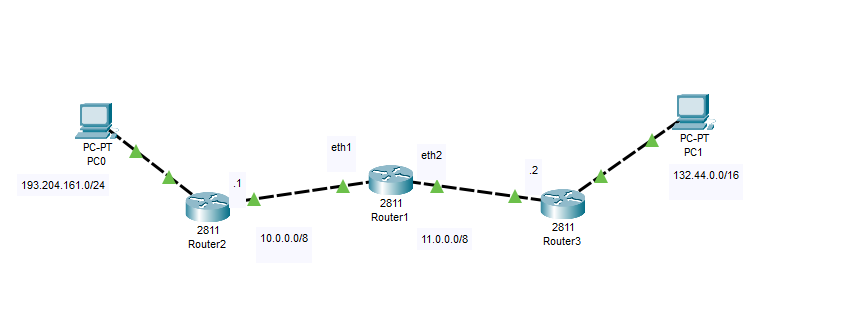 PC-PT
PC0
193.204.161.0/24
.1
2811
Router2
10.0.0.0/8
eth1
eth2
2811
Router1
11.0.0.0/8
.2
2811
Router3
PC-PT
PC1
132.44.0.0/16